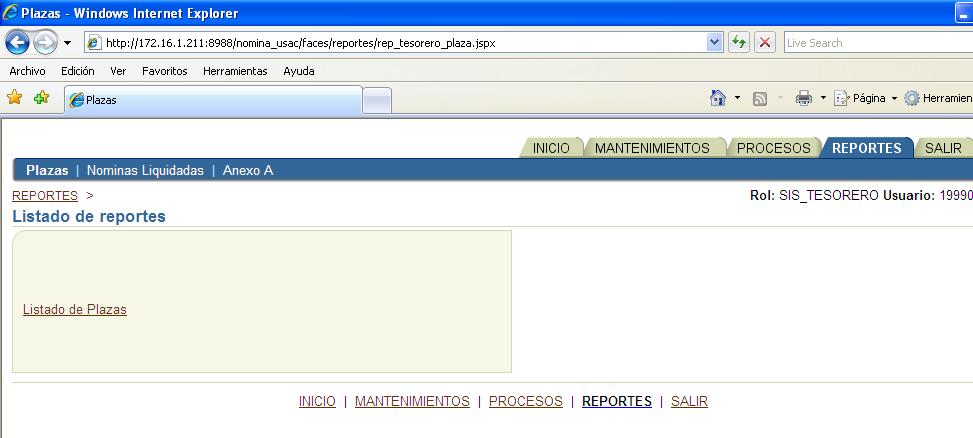 Plazas - Windows Internet Explorer
http://172.16.1.211:8988/nomina_usac/faces/reportes/rep_tesorero_plaza.jspx
Live Search
Archivo Edición Ver Favoritos Herramientas Ayuda
Plazas
Página
Herramien
INICIO MANTENIMIENTOS PROCESOS REPORTES SALIR
Plazas | Nominas Liquidadas | Anexo A
REPORTES >
Rol: SIS_TESORERO Usuario: 19990
Listado de reportes
Listado de Plazas
INICIO | MANTENIMIENTOS | PROCESOS | REPORTES | SALIR